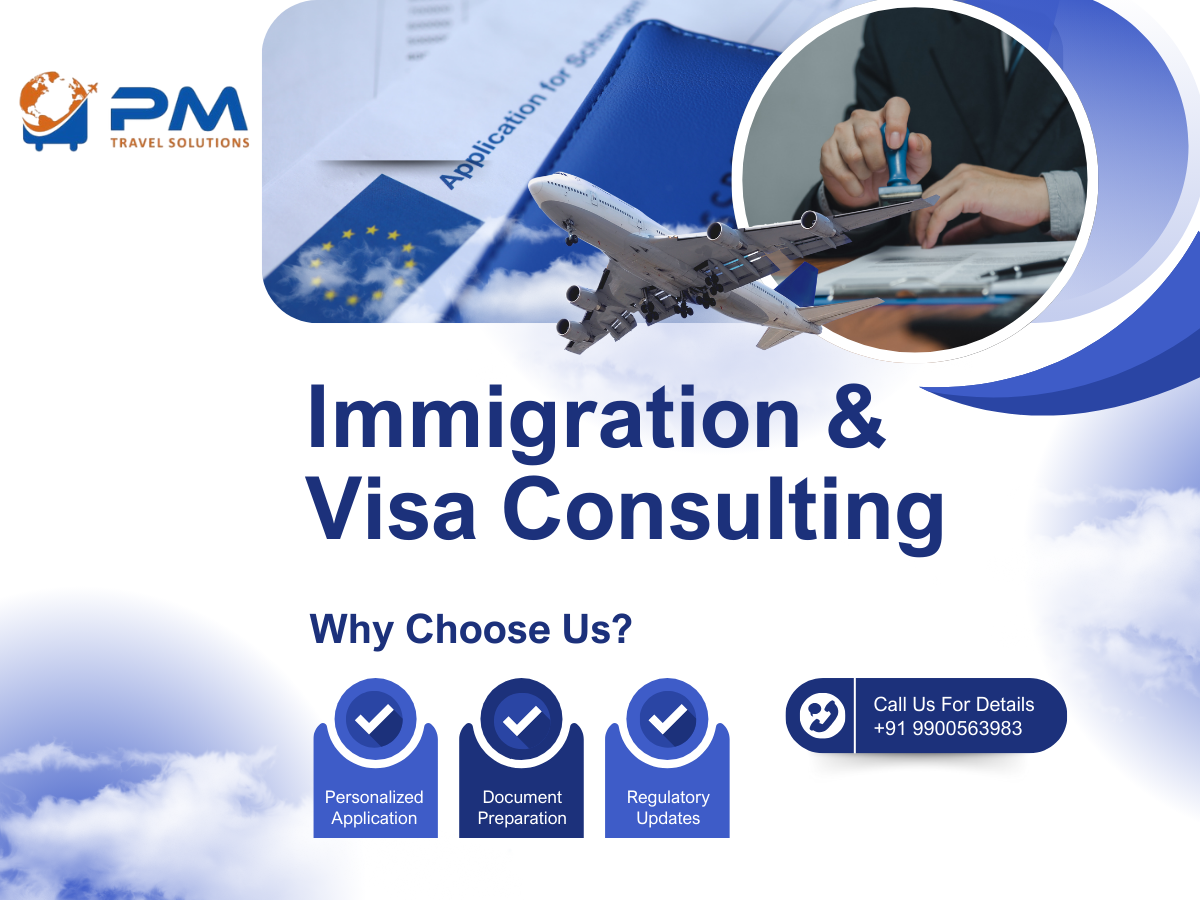 PM
TRAVEL SOLUTIONS
Application for Schengen
Immigration &
Visa Consulting
Why Choose Us?
Personalized
Application
Document
Preparation
Regulatory
Updates
Call Us For Details
+91 9900563983